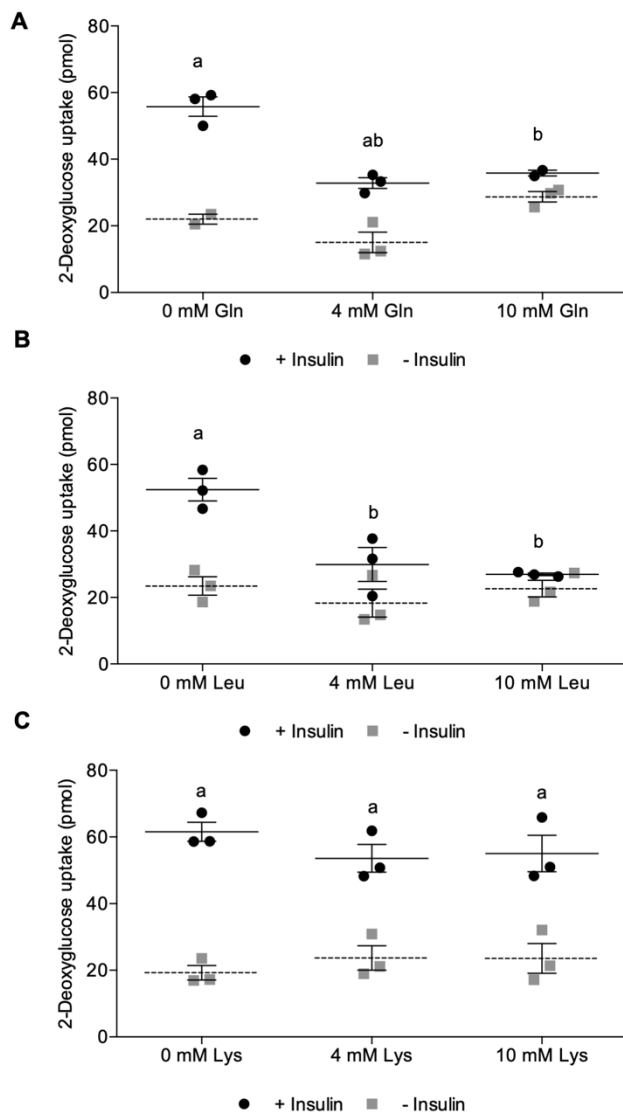 A
2-Deoxyglucose uptake (pmol)
80
60
40
20
0
a
ab
b
0 mM Gln 4 mM Gln 10 mM Gln
+ Insulin - Insulin
B
2-Deoxyglucose uptake (pmol)
80
60
40
20
0
a
b
b
0 mM Leu 4 mM Leu 10 mM Leu
+ Insulin - Insulin
C
2-Deoxyglucose uptake (pmol)
80
60
40
20
0
a
a
a
0 mM Lys 4 mM Lys 10 mM Lys
+ Insulin - Insulin